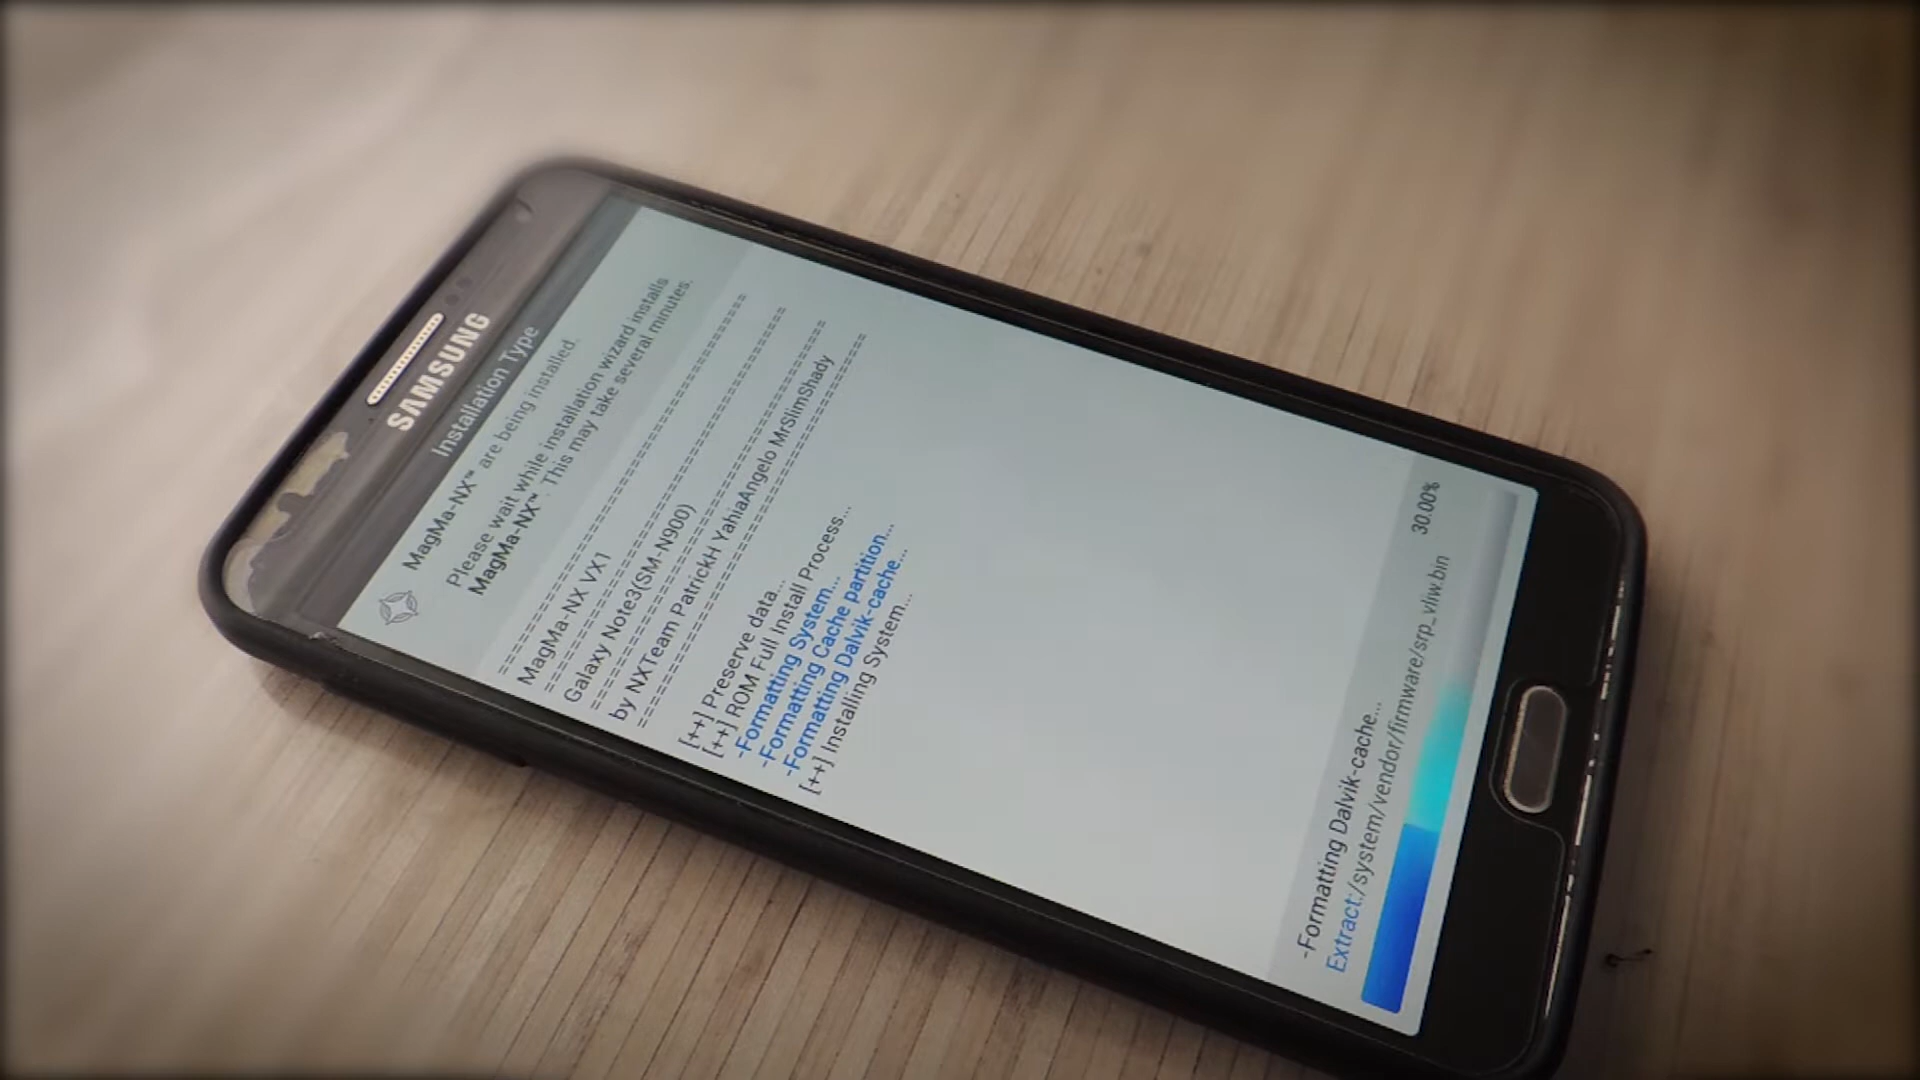 SAMSUNG
Installation Type
MagMa-NX™ are being installed.
Please wait while installation wizard installs
MagMa-NX™. This may take several minutes.
==========================================
MagMa-NX VX1
==========================================
Galaxy Note3(SM-N900)
==========================================
by NXTeam PatrickH YahiaAngelo MrSlimShady
==========================================
[++] Preserve data...
[++] ROM Full Install Process...
-Formatting System...
-Formatting Cache partition...
-Formatting Dalvik-cache...
[++] Installing System...
-Formatting Dalvik-cache...
Extract:/system/vendor/firmware/srp_vliw.bin
30.00%